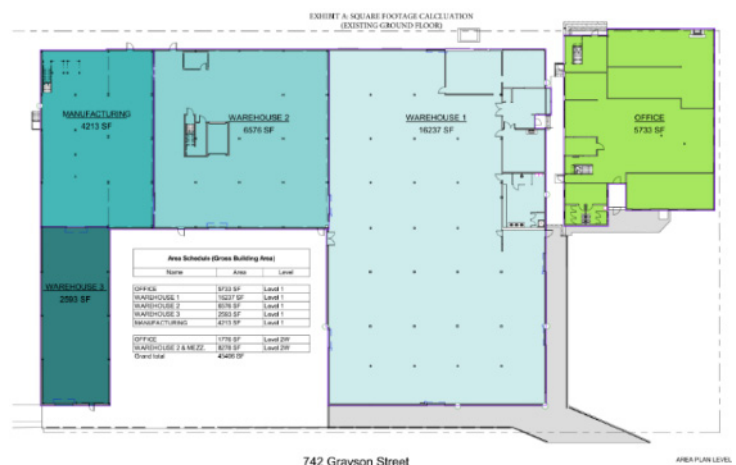 EXHIBIT A: SQUARE FOOTAGE CALCLUATION
(EXISTING GROUND FLOOR)
MANUFACTURING
4213 SF
WAREHOUSE 2
6576 SF
WAREHOUSE 1
16237 SF
OFFICE
5733 SF
WAREHOUSE 3
2593 SF
Area Schedule (Gross Building Area)
Name Area Level
OFFICE 5733 SF Level 1
WAREHOUSE 1 16237 SF Level 1
WAREHOUSE 2 6576 SF Level 1
WAREHOUSE 3 2593 SF Level 1
MANUFACTURING 4213 SF Level 1
OFFICE 1776 SF Level 2W
WAREHOUSE 2 & MEZZ. Level 2W
Grand total
742 Grayson Street
AREA PLAN LEVEL